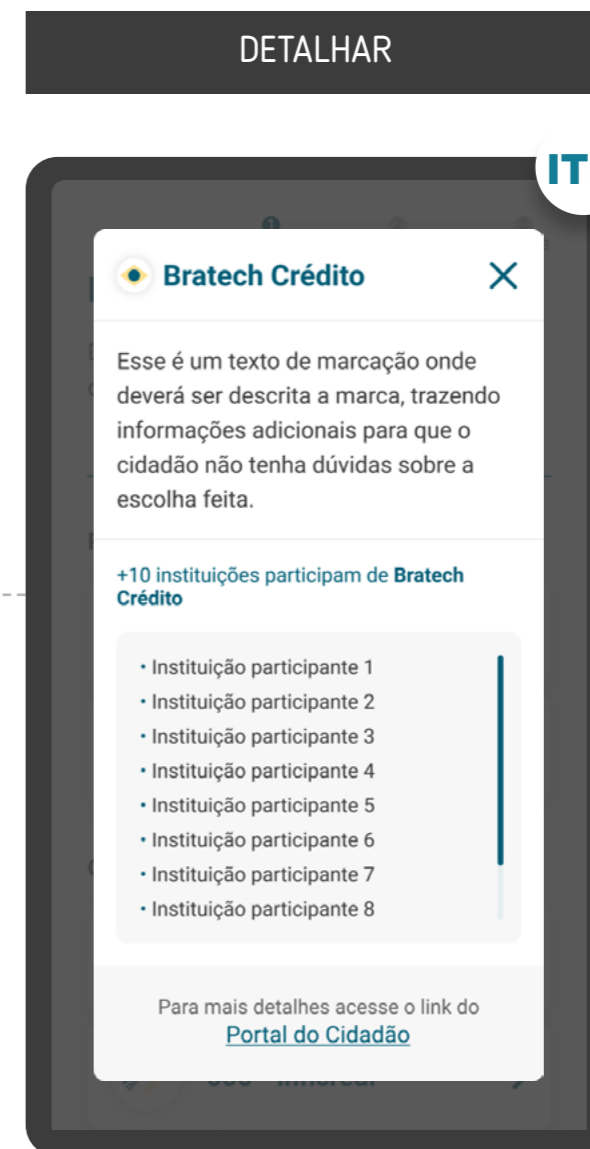 DETALHAR
IT
Bratech Crédito
Esse é um texto de marcação onde
deverá ser descrita a marca, trazendo
informações adicionais para que o
cidadão não tenha dúvidas sobre a
escolha feita.
+10 instituições participam de Bratech
Crédito
• Instituição participante 1
• Instituição participante 2
• Instituição participante 3
• Instituição participante 4
• Instituição participante 5
• Instituição participante 6
• Instituição participante 7
• Instituição participante 8
Para mais detalhes acesse o link do
Portal do Cidadão